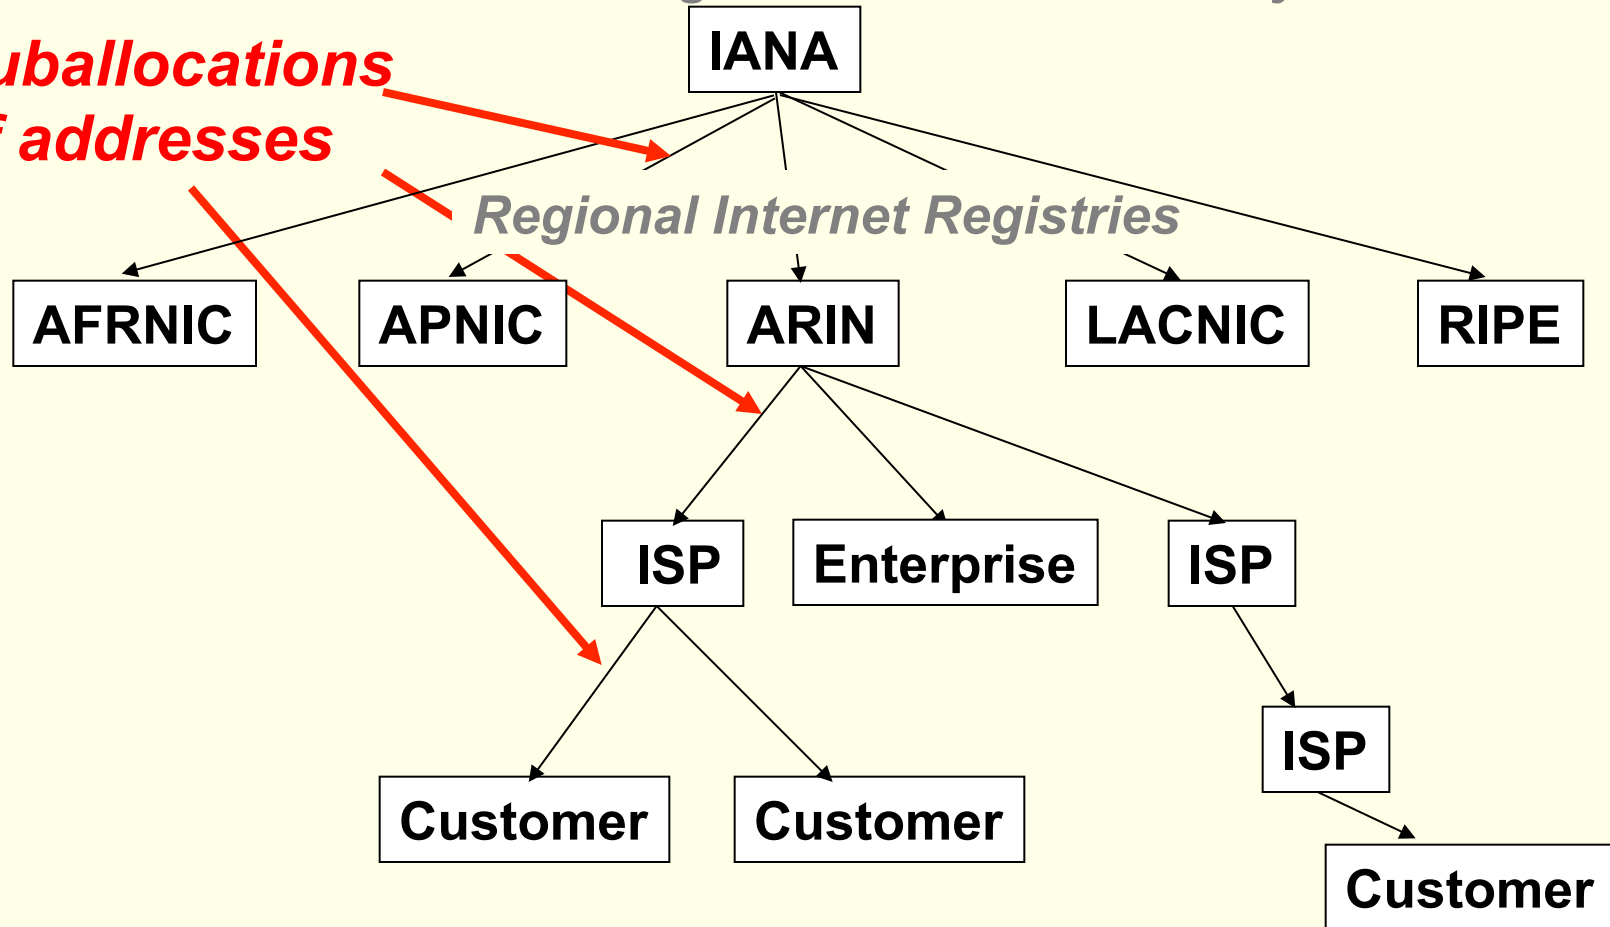 IANA
uballocations
f addresses
Regional Internet Registries
AFRNIC APNIC ARIN LACNIC RIPE
ISP Enterprise ISP
ISP
Customer Customer
Customer